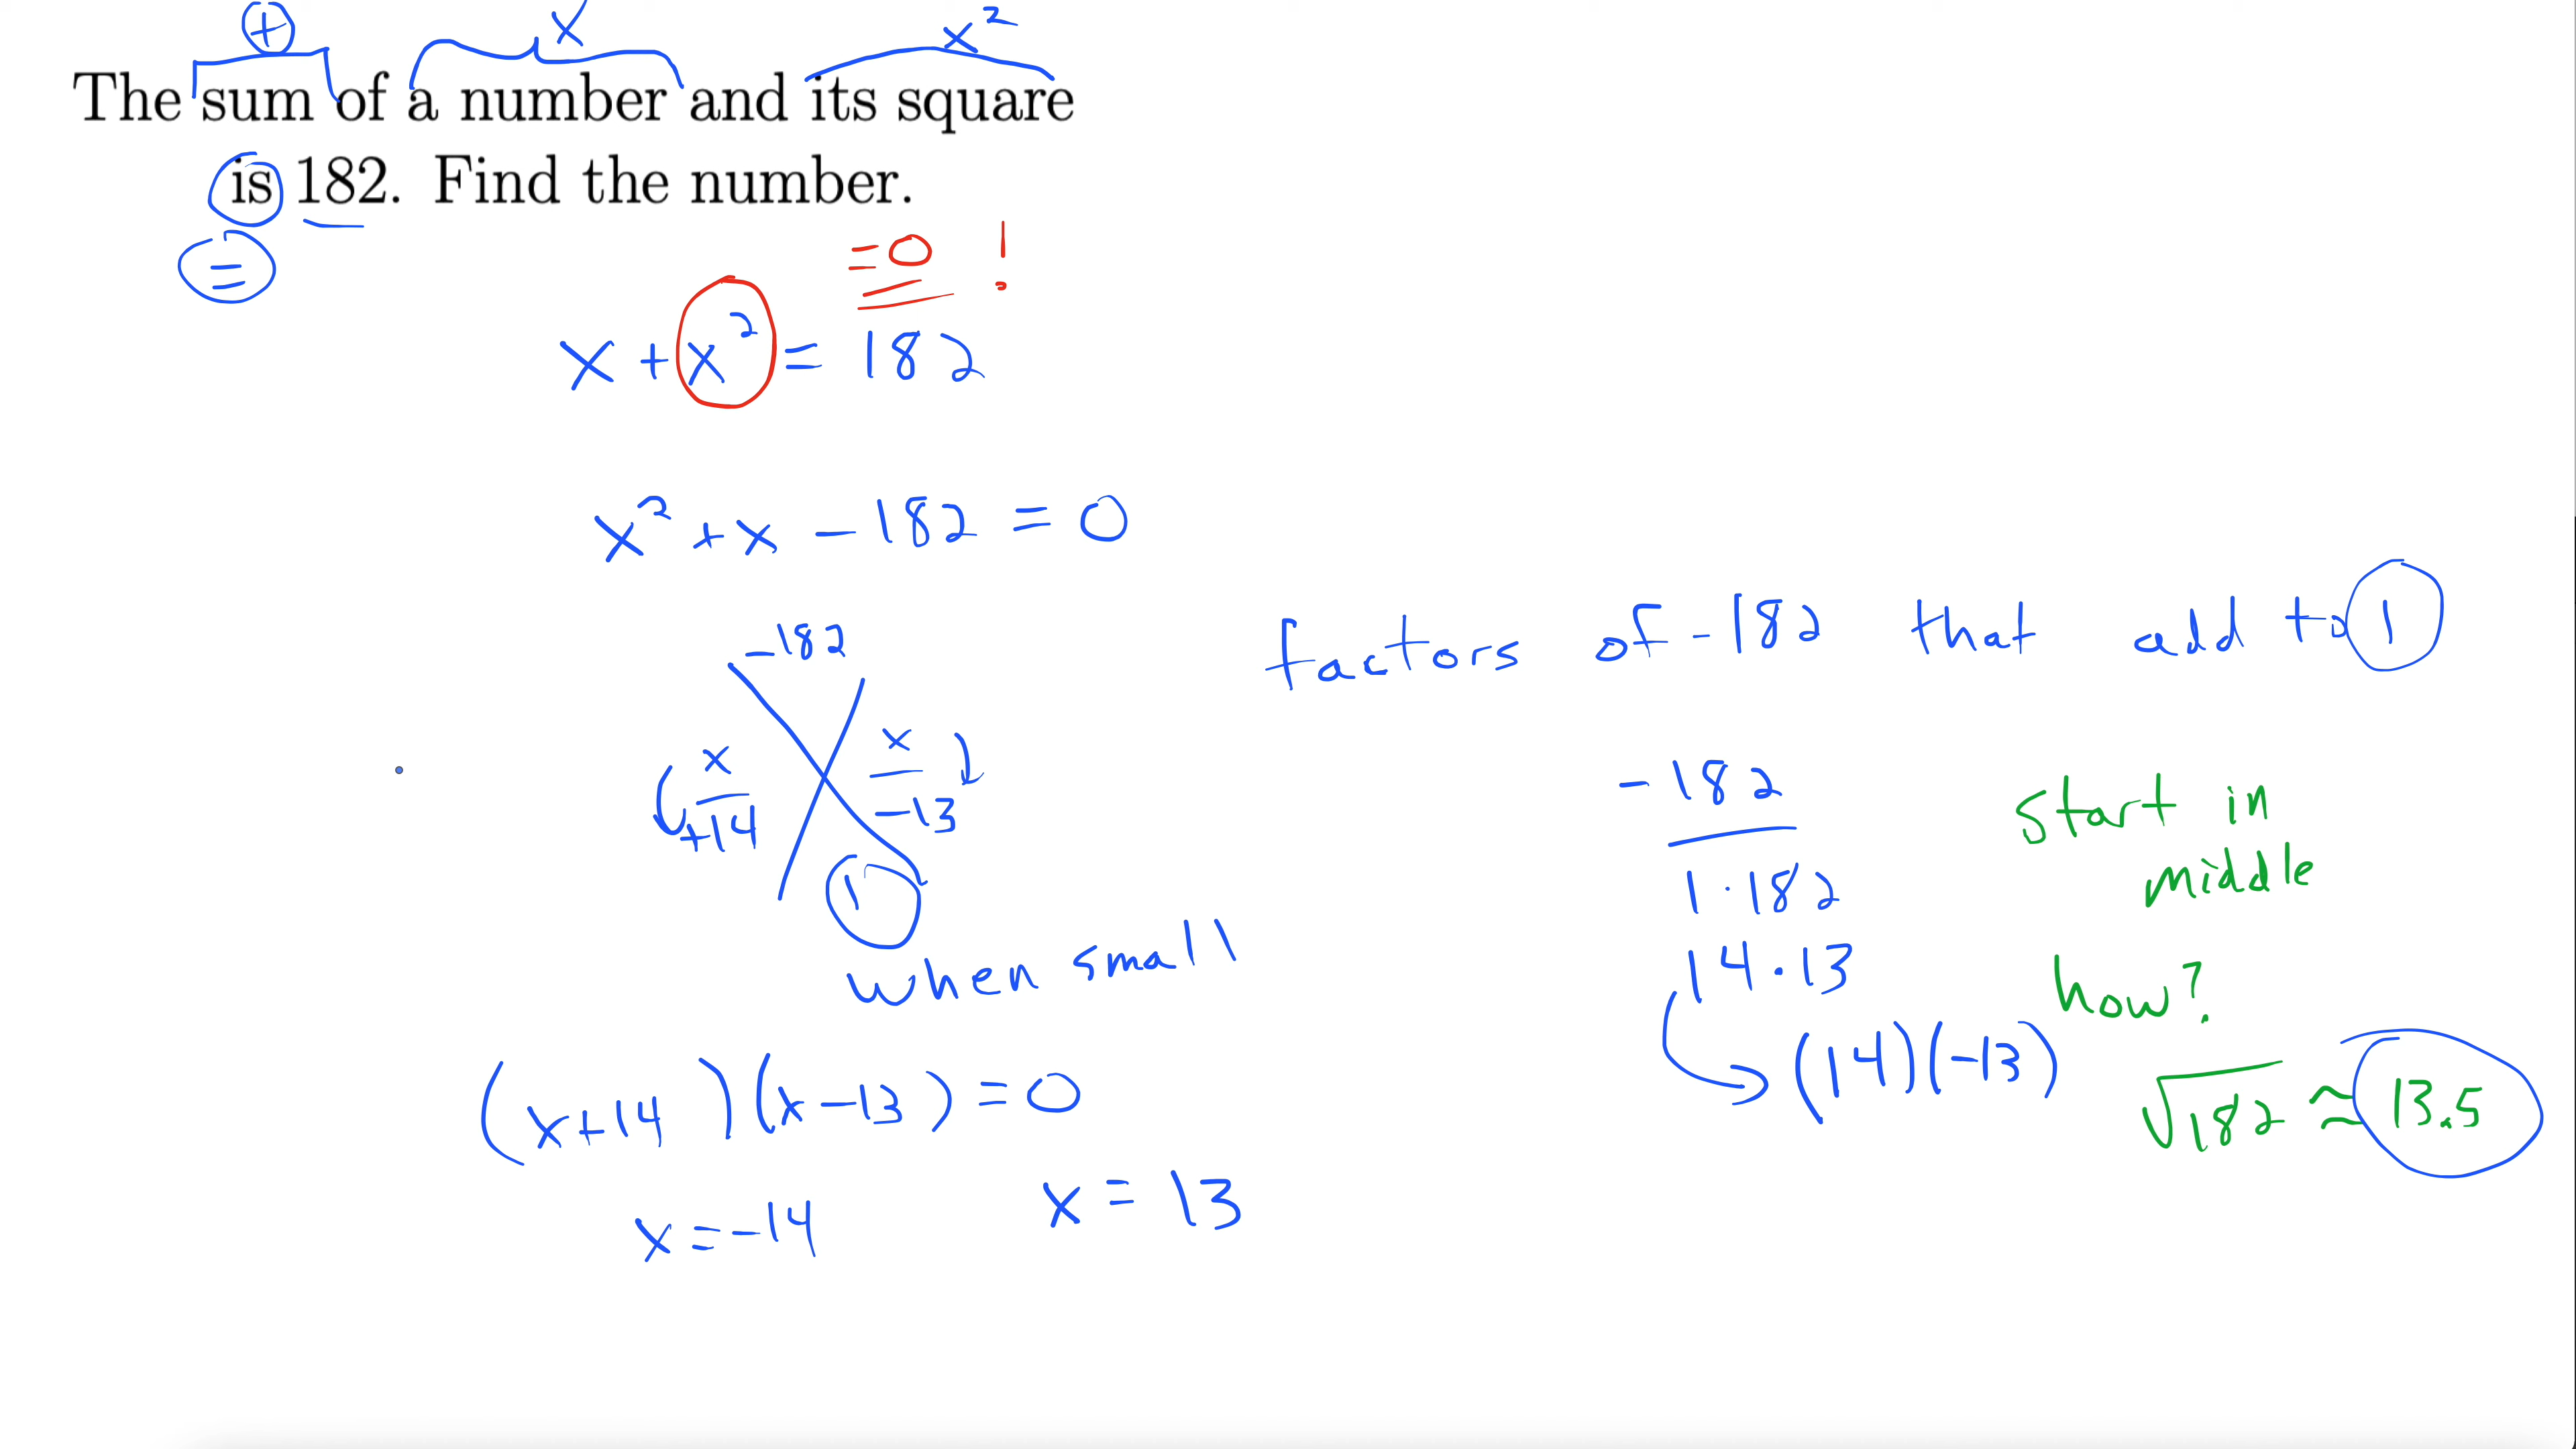 + x x²
The sum of a number and its square
is 182. Find the number.
=
=0 !
x + x² = 182
x² + x - 182 = 0
factors of -182 that add to 1
-182
x/+14 x/-13
1
when small
-182
1 · 182
14 · 13
(14)(-13)
start in
middle
how?
√182 ≈ 13.5
(x+14)(x-13) = 0
x = -14 x = 13